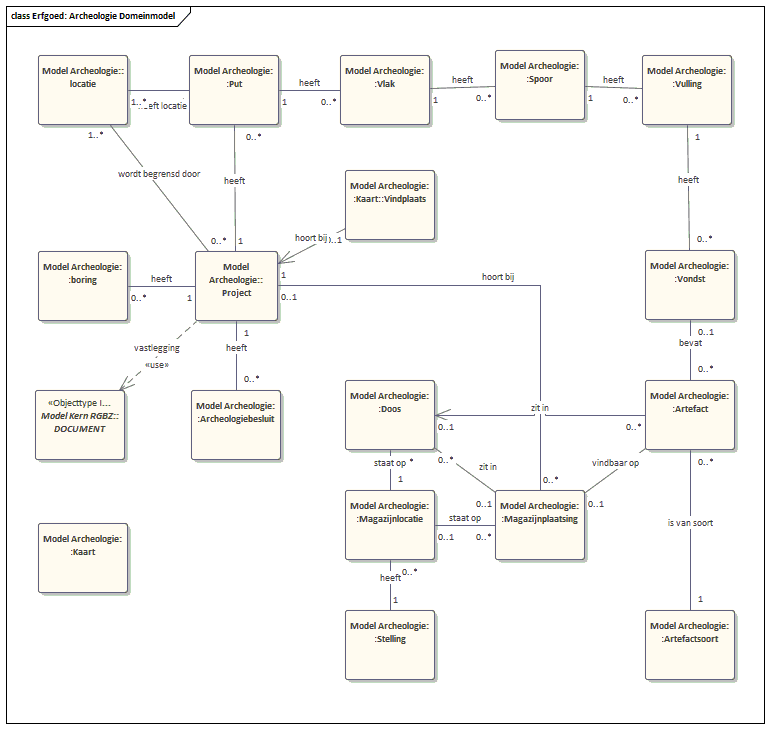 class Erfgoed: Archeologie Domeinmodel
Model Archeologie::
locatie
Model Archeologie:
:Put
Model Archeologie:
:Vlak
Model Archeologie:
:Spoor
Model Archeologie:
:Vulling
1..*
eft locatie
heeft
1
0..*
heeft
1
0..*
heeft
1
0..*
1..*
wordt begrensd door
0..*
0..*
heeft
1
1
heeft
0..*
Model Archeologie:
:Kaart::Vindplaats
hoort bij
..1
1
Model Archeologie:
:boring
heeft
0..*
1
Model
Archeologie::
Project
0..1
hoort bij
Model Archeologie:
:Vondst
vastlegging
«use»
1
heeft
0..*
0..1
bevat
0..*
«Objecttype I...
Model Kern RGBZ::
DOCUMENT
Model Archeologie:
:Archeologiebesluit
Model Archeologie:
:Doos
0..1
zit in
0..*
Model Archeologie:
:Artefact
staat op
*
1
0..*
zit in
0..1
0..*
vindbaar op
0..1
0..*
is van soort
1
Model Archeologie:
:Magazijnlocatie
staat op
0..1
0..*
Model Archeologie:
:Magazijnplaatsing
Model Archeologie:
:Kaart
0..*
heeft
1
Model Archeologie:
:Stelling
Model Archeologie:
:Artefactsoort